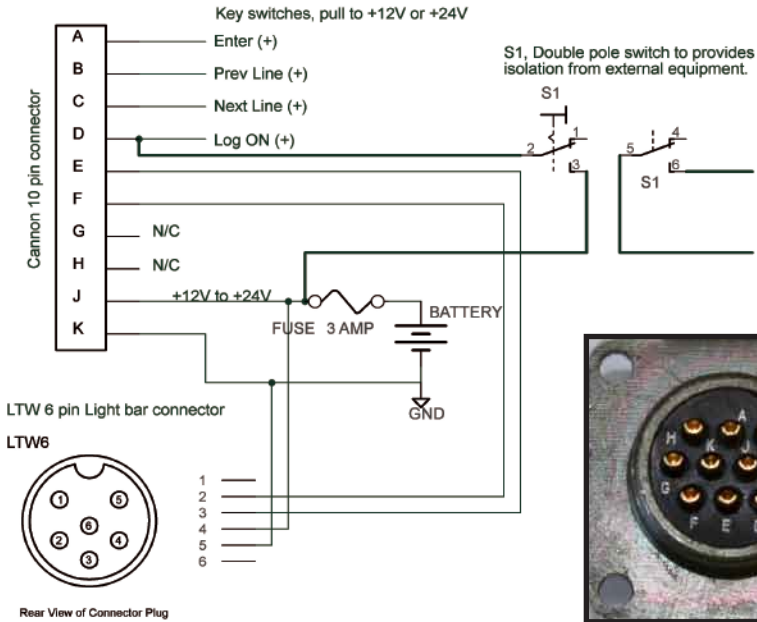 Key switches, pull to +12V or +24V
Cannon 10 pin connector
A
Enter (+)
B
Prev Line (+)
C
Next Line (+)
D
Log ON (+)
E
F
G
N/C
H
N/C
J
+12V to +24V
K
S1, Double pole switch to provides
isolation from external equipment.
S1
1
2
3
4
5
6
S1
FUSE 3 AMP
BATTERY
GND
LTW 6 pin Light bar connector
LTW6
1
5
6
2
4
3
1
2
3
4
5
6
Rear View of Connector Plug
A
H
K
J
G
F
E